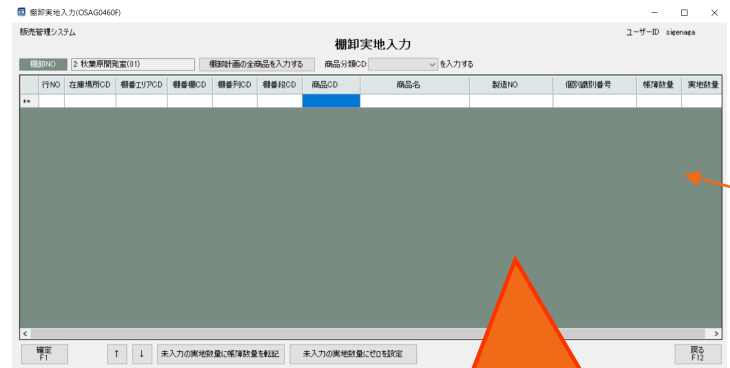 棚卸実地入力(OSAG0460F)
販売管理システム
ユーザーID sigenaga
棚卸実地入力
棚卸NO 2 秋葉原開発室(01) 棚卸計画の全商品を入力する 商品分類CD を入力する
行NO 在庫場所CD 棚番エリアCD 棚番棚CD 棚番列CD 棚番段CD 商品CD 商品名 製造NO 個別識別番号 帳簿数量 実地数量
確定 F1 ↑ ↓ 未入力の実地数量に帳簿数量を転記 未入力の実地数量にゼロを設定 戻る F12